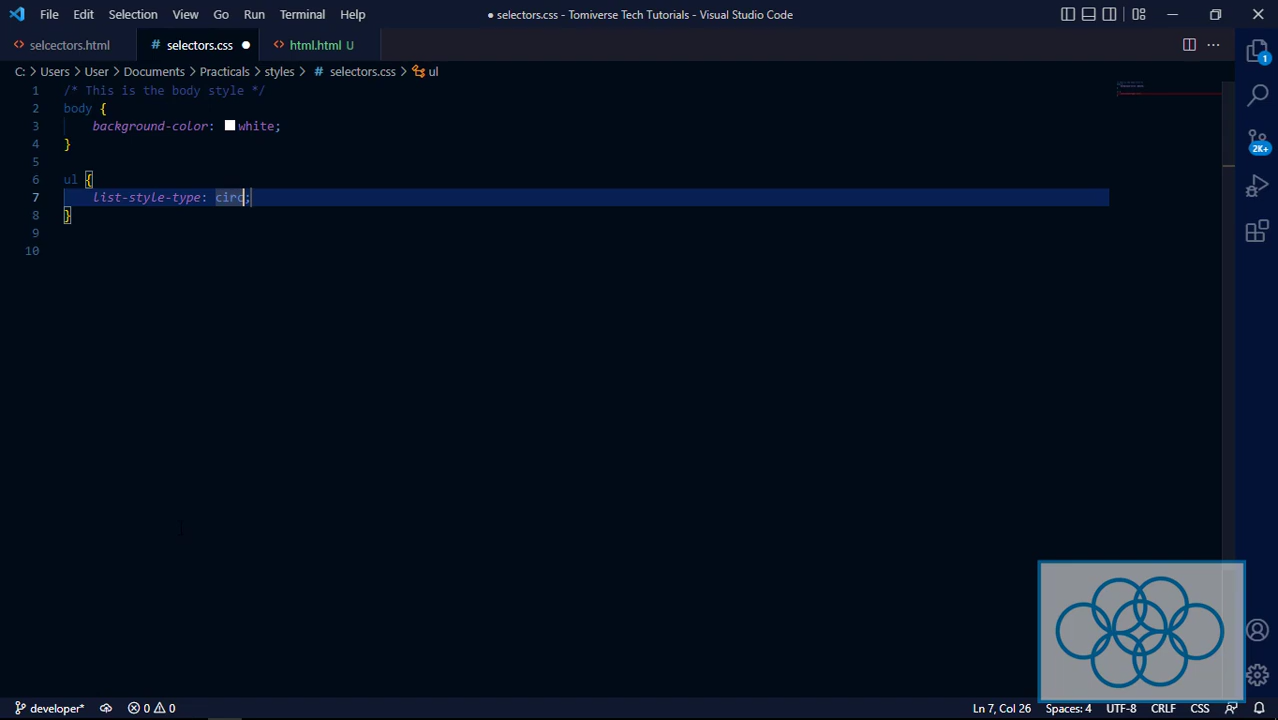 File Edit Selection View Go Run Terminal Help
● selectors.css - Tomiverse Tech Tutorials - Visual Studio Code
<> selcectors.html # selectors.css ● <> html.html U
C: > Users > User > Documents > Practicals > styles > # selectors.css > ul
1 /* This is the body style */
2 body {
3 background-color: white;
4 }
5
6 ul {
7 list-style-type: circ;
8 }
9
10
1
2K+
developer* 0 0 Ln 7, Col 26 Spaces: 4 UTF-8 CRLF CSS